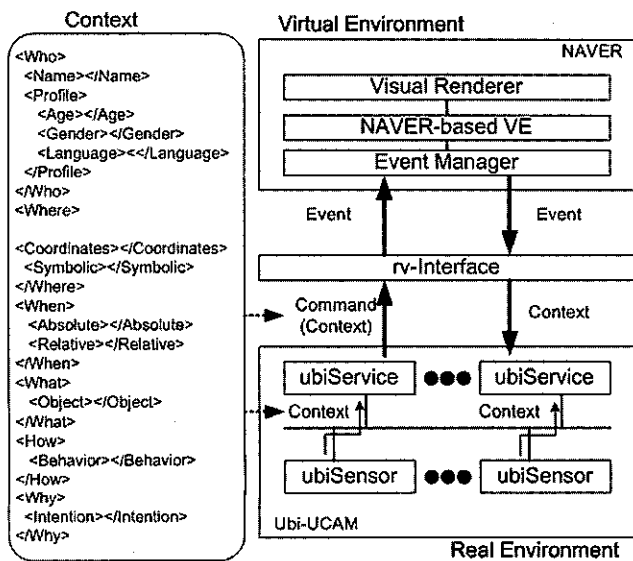 Context
<Who>
<Name></Name>
<Profile>
<Age></Age>
<Gender></Gender>
<Language><</Language>
</Profile>
</Who>
<Where>
<Coordinates></Coordinates>
<Symbolic></Symbolic>
</Where>
<When>
<Absolute></Absolute>
<Relative></Relative>
</When>
<What>
<Object></Object>
</What>
<How>
<Behavior></Behavior>
</How>
<Why>
<Intention></Intention>
</Why>
Virtual Environment
NAVER
Visual Renderer
NAVER-based VE
Event Manager
Event Event
rv-Interface
Command
(Context)
Context
ubiService ubiService
Context Context
ubiSensor ubiSensor
Ubi-UCAM
Real Environment